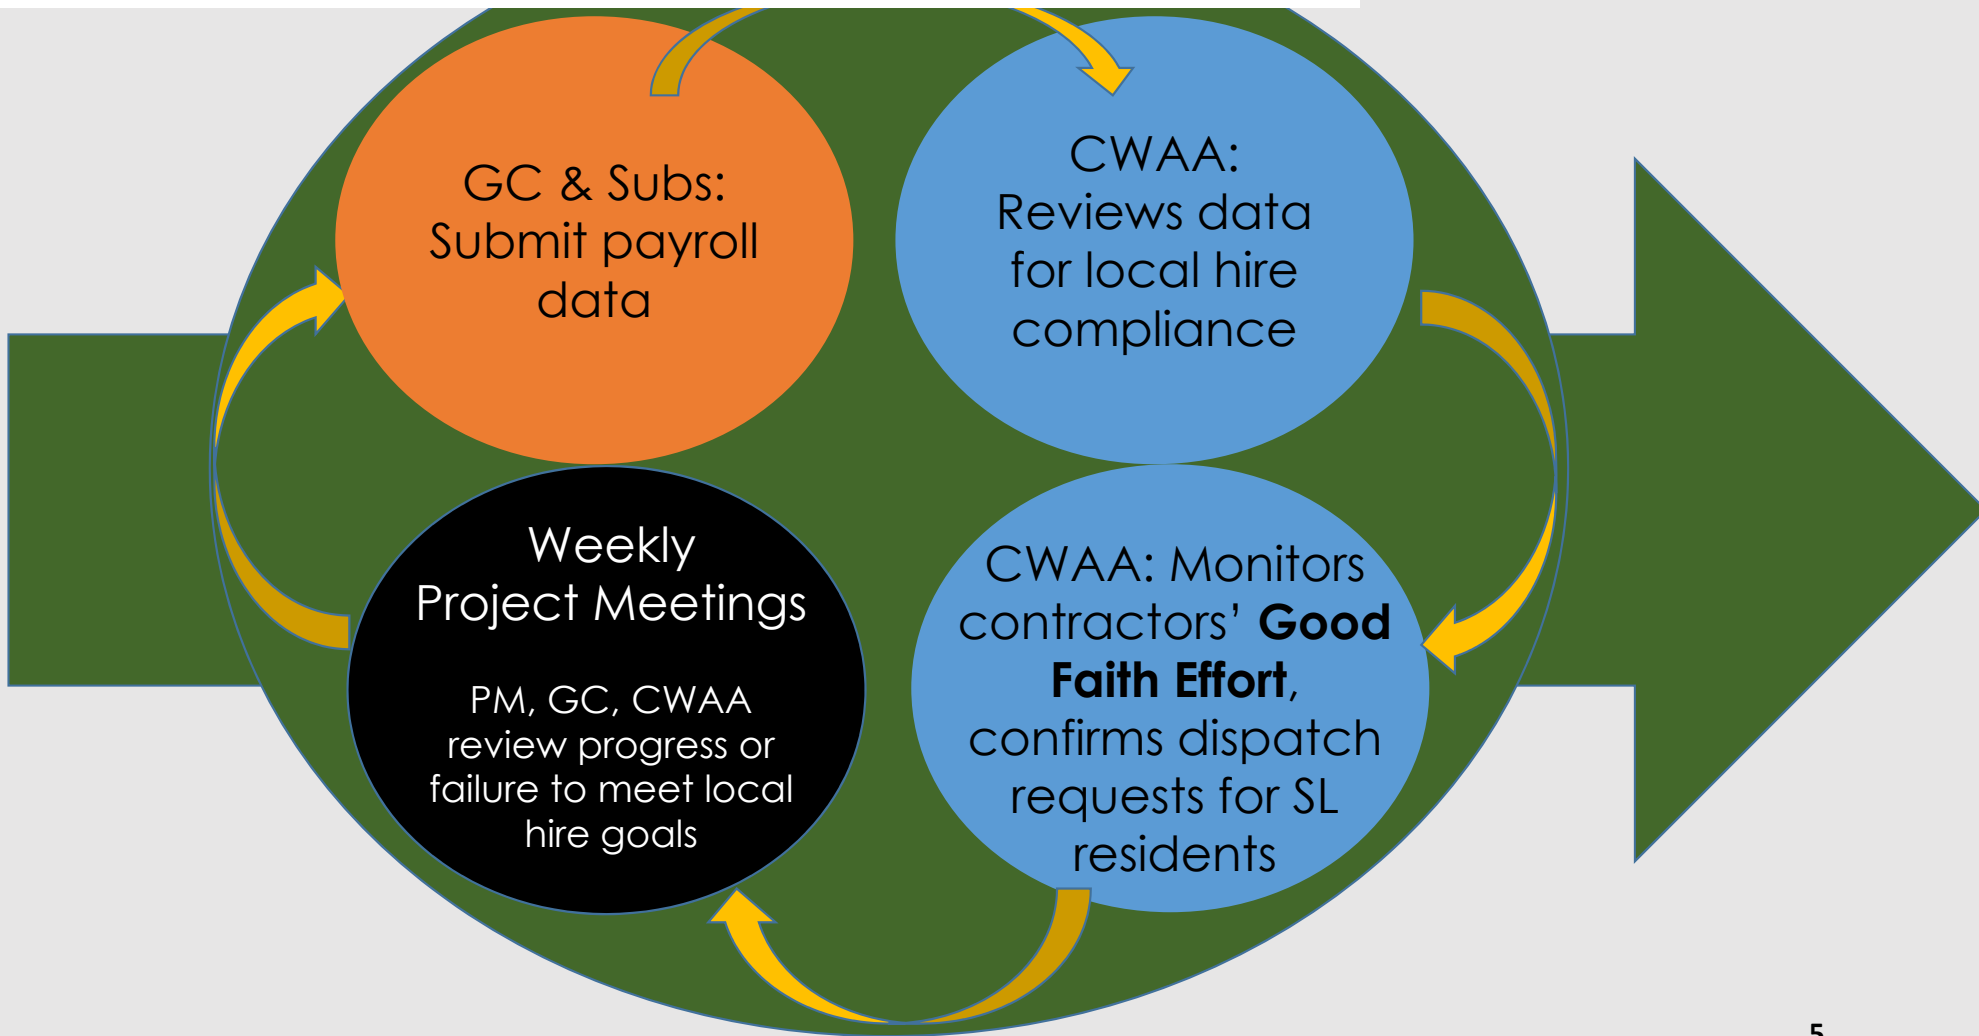 GC & Subs:
Submit payroll
data
CWAA:
Reviews data
for local hire
compliance
Weekly
Project Meetings
PM, GC, CWAA
review progress or
failure to meet local
hire goals
CWAA: Monitors
contractors’ Good
Faith Effort,
confirms dispatch
requests for SL
residents
5